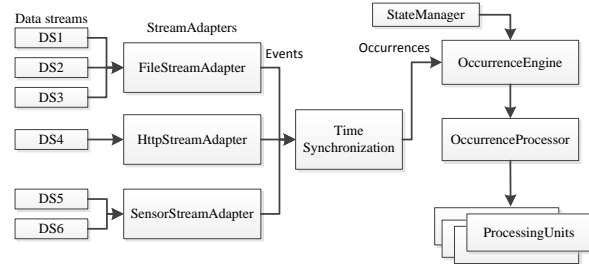 Data streams
StreamAdapters
StateManager
DS1
DS2
DS3
FileStreamAdapter
Events
Occurrences
OccurrenceEngine
DS4
HttpStreamAdapter
Time
Synchronization
OccurrenceProcessor
DS5
DS6
SensorStreamAdapter
ProcessingUnits